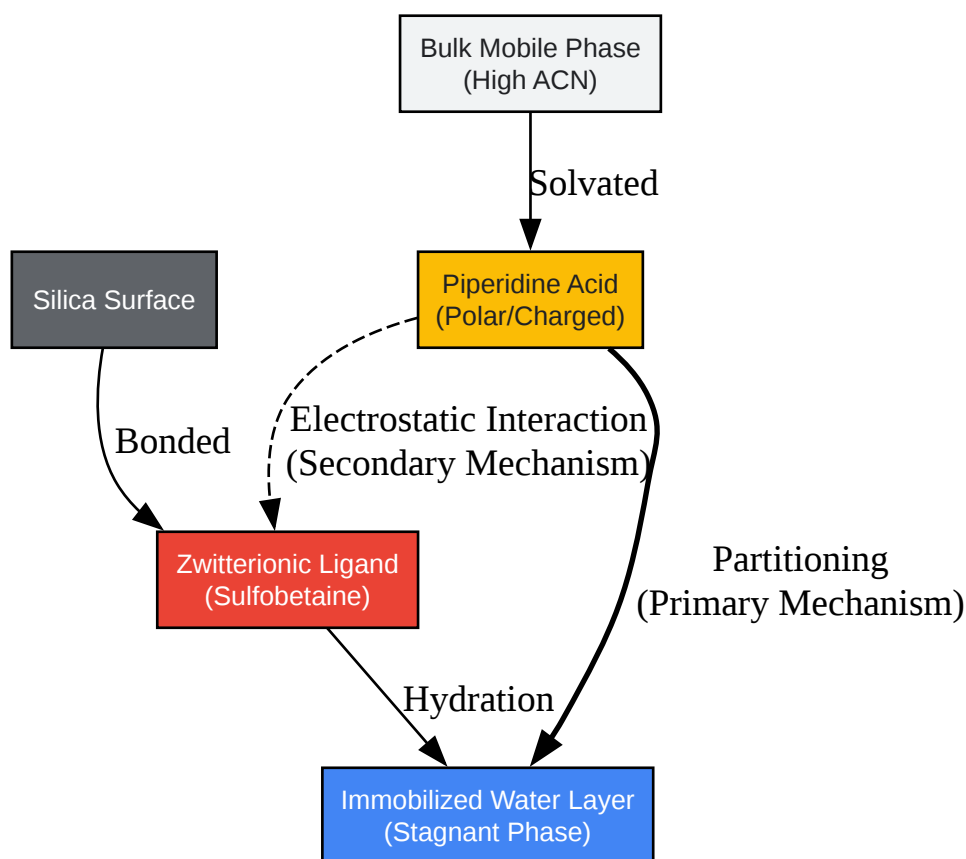 Bulk Mobile Phase
(High ACN)
Solvated
Silica Surface
Piperidine Acid
(Polar/Charged)
Bonded
Electrostatic Interaction
(Secondary Mechanism)
Zwitterionic Ligand
(Sulfobetaine)
Partitioning
(Primary Mechanism)
Hydration
Immobilized Water Layer
(Stagnant Phase)